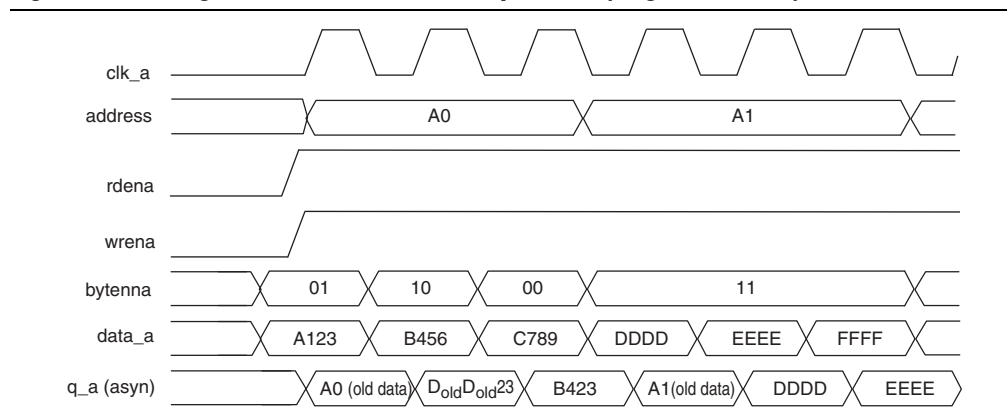 clk_a
address A0 A1
rdena
wrena
bytenna 01 10 00 11
data_a A123 B456 C789 DDDD EEEE FFFF
q_a (asyn) A0 (old data) DoldDold23 B423 A1(old data) DDDD EEEE